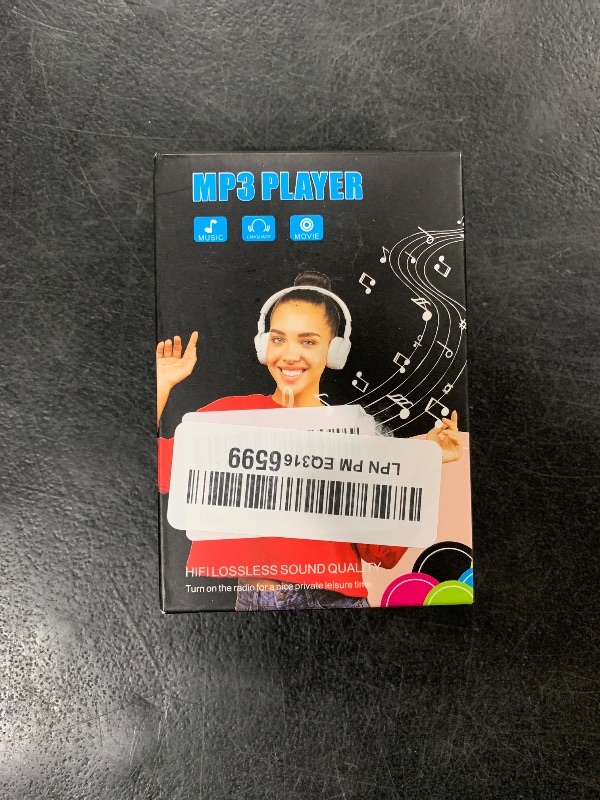 MP3 PLAYER
MUSIC
LANGUAGE
MOVIE
LPN PM EQ3166599
HIFI LOSSLESS SOUND QUALITY
Turn on the radio for a nice private leisure time